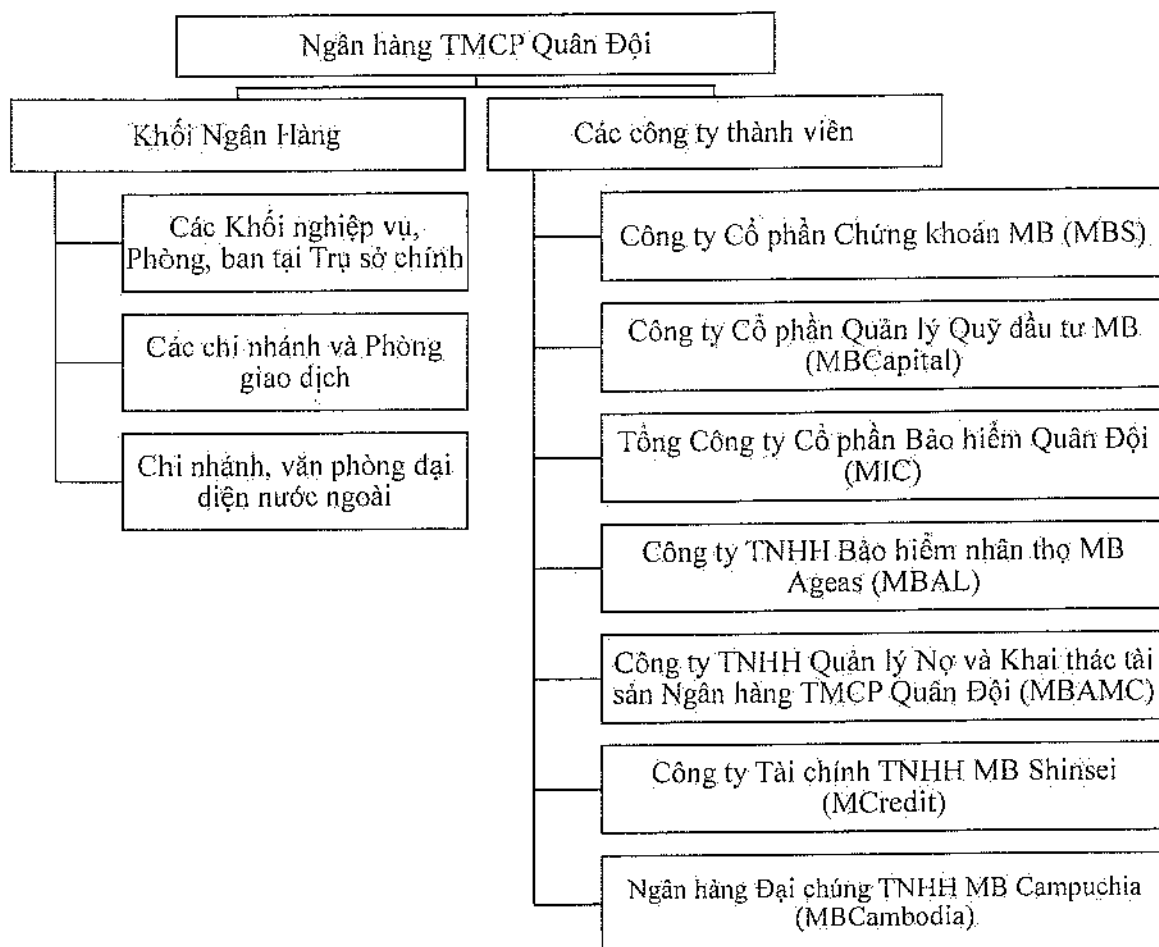 Ngân hàng TMCP Quân Đội
Khối Ngân Hàng
Các Khối nghiệp vụ,
Phòng, ban tại Trụ sở chính
Các chi nhánh và Phòng
giao dịch
Chi nhánh, văn phòng đại
diện nước ngoài
Các công ty thành viên
Công ty Cổ phần Chứng khoán MB (MBS)
Công ty Cổ phần Quản lý Quỹ đầu tư MB
(MBCapital)
Tổng Công ty Cổ phần Bảo hiểm Quân Đội
(MIC)
Công ty TNHH Bảo hiểm nhân thọ MB
Ageas (MBAL)
Công ty TNHH Quản lý Nợ và Khai thác tài
sản Ngân hàng TMCP Quân Đội (MBAMC)
Công ty Tài chính TNHH MB Shinsei
(MCredit)
Ngân hàng Đại chúng TNHH MB Campuchia
(MBCambodia)